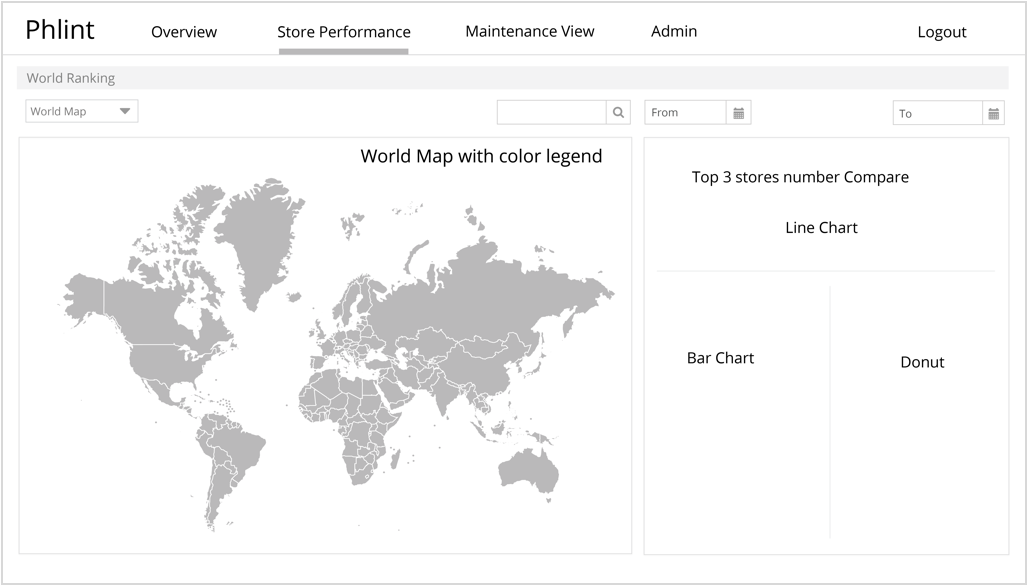 Phlint
Overview
Store Performance
Maintenance View
Admin
Logout
World Ranking
World Map
From
To
World Map with color legend
Top 3 stores number Compare
Line Chart
Bar Chart
Donut